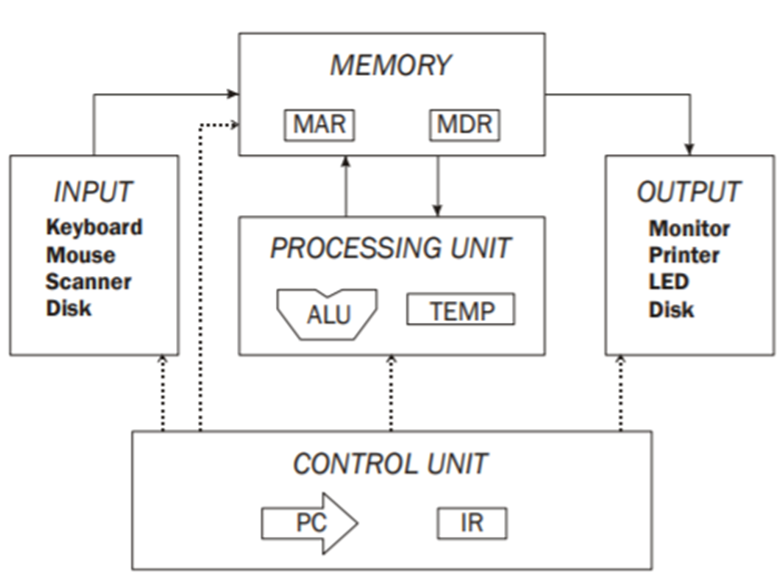 MEMORY
MAR
MDR
INPUT
Keyboard
Mouse
Scanner
Disk
PROCESSING UNIT
ALU
TEMP
OUTPUT
Monitor
Printer
LED
Disk
CONTROL UNIT
PC
IR